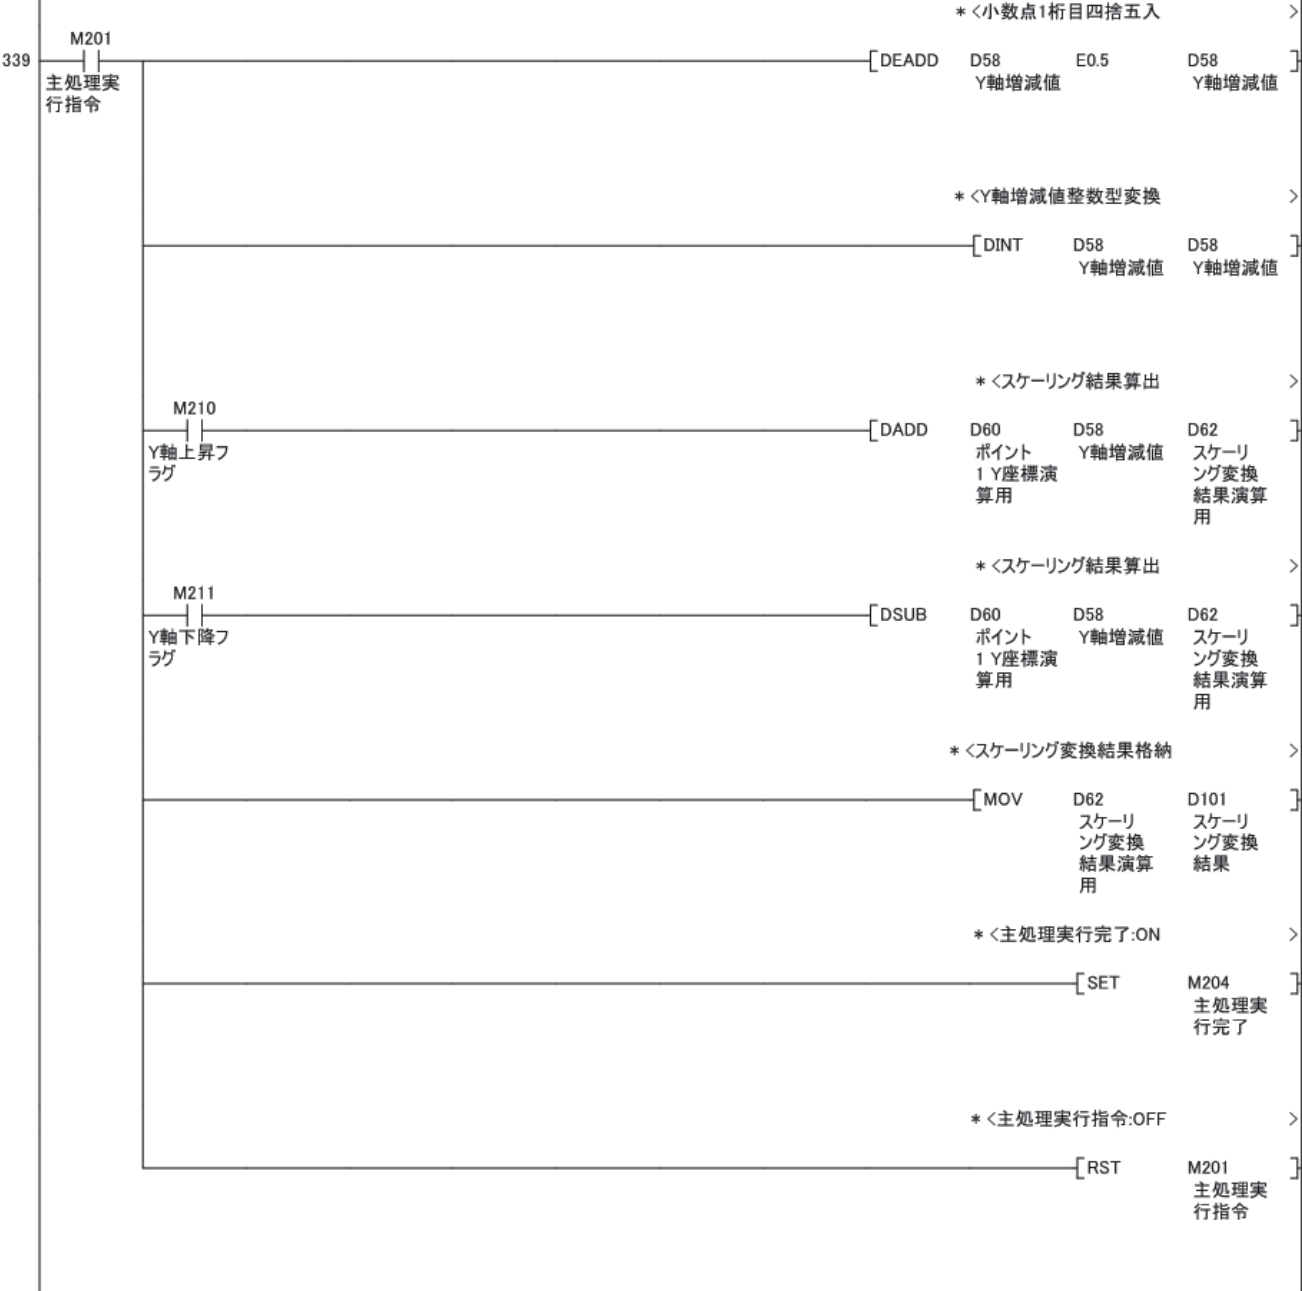 * <小数点1桁目四捨五入 >
M201
339 DEADD D58 E0.5 D58
主処理実 Y軸増減値 Y軸増減値
行指令
* <Y軸増減値整数型変換 >
DINT D58 D58
Y軸増減値 Y軸増減値
* <スケーリング結果算出 >
M210
DADD D60 D58 D62
Y軸上昇フ ポイント Y軸増減値 スケーリ
ラグ 1 Y座標演 ング変換
算用 結果演算
用
* <スケーリング結果算出 >
M211
DSUB D60 D58 D62
Y軸下降フ ポイント Y軸増減値 スケーリ
ラグ 1 Y座標演 ング変換
算用 結果演算
用
* <スケーリング変換結果格納 >
MOV D62 D101
スケーリ スケーリ
ング変換 ング変換
結果演算 結果
用
* <主処理実行完了:ON >
SET M204
主処理実
行完了
* <主処理実行指令:OFF >
RST M201
主処理実
行指令